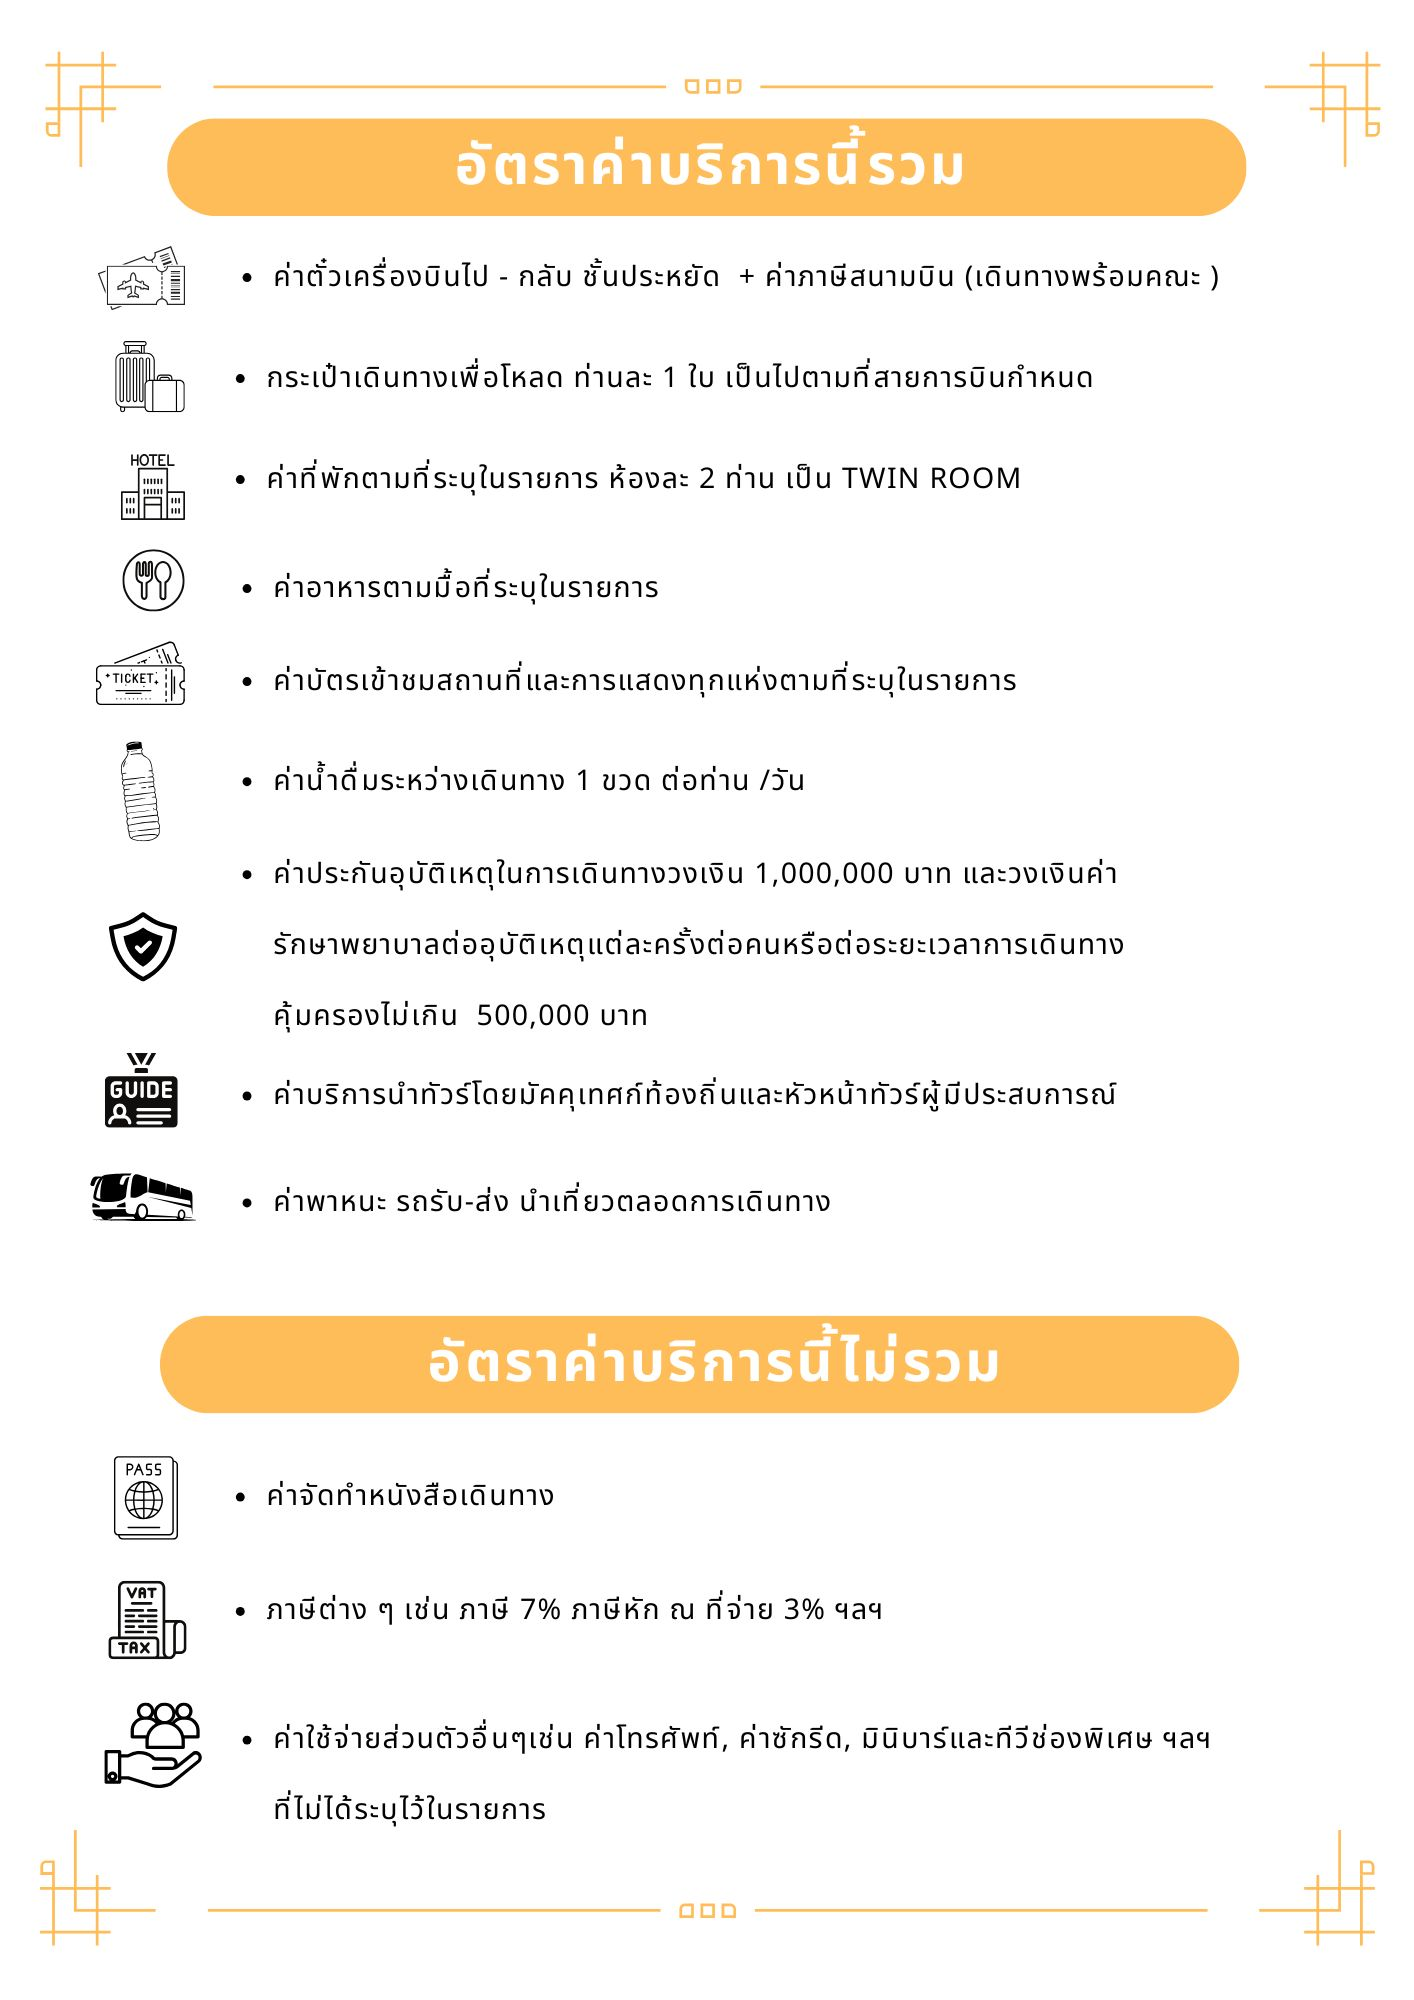 อัตราค่าบริการนี้รวม
• ค่าตั๋วเครื่องบินไป - กลับ ชั้นประหยัด + ค่าภาษีสนามบิน (เดินทางพร้อมคณะ )
• กระเป๋าเดินทางเพื่อโหลด ท่านละ 1 ใบ เป็นไปตามที่สายการบินกำหนด
HOTEL
• ค่าที่พักตามที่ระบุในรายการ ห้องละ 2 ท่าน เป็น TWIN ROOM
• ค่าอาหารตามมื้อที่ระบุในรายการ
TICKET
• ค่าบัตรเข้าชมสถานที่และการแสดงทุกแห่งตามที่ระบุในรายการ
• ค่าน้ำดื่มระหว่างเดินทาง 1 ขวด ต่อท่าน /วัน
• ค่าประกันอุบัติเหตุในการเดินทางวงเงิน 1,000,000 บาท และวงเงินค่า
รักษาพยาบาลต่ออุบัติเหตุแต่ละครั้งต่อคนหรือต่อระยะเวลาการเดินทาง
คุ้มครองไม่เกิน 500,000 บาท
GUIDE
• ค่าบริการนำทัวร์โดยมัคคุเทศก์ท้องถิ่นและหัวหน้าทัวร์ผู้มีประสบการณ์
• ค่าพาหนะ รถรับ-ส่ง นำเที่ยวตลอดการเดินทาง
อัตราค่าบริการนี้ไม่รวม
PASS
• ค่าจัดทำหนังสือเดินทาง
VAT
• ภาษีต่าง ๆ เช่น ภาษี 7% ภาษีหัก ณ ที่จ่าย 3% ฯลฯ
TAX
• ค่าใช้จ่ายส่วนตัวอื่นๆเช่น ค่าโทรศัพท์, ค่าซักรีด, มินิบาร์และทีวีช่องพิเศษ ฯลฯ
ที่ไม่ได้ระบุไว้ในรายการ